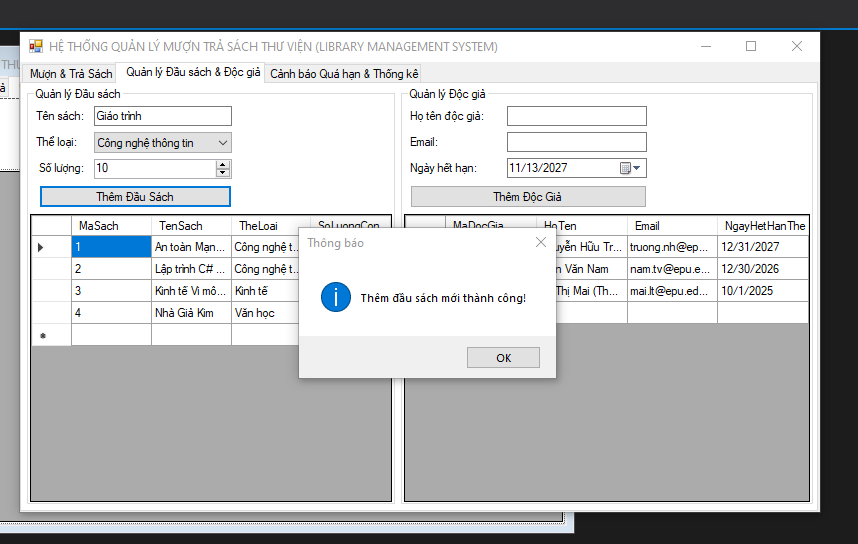 HỆ THỐNG QUẢN LÝ MƯỢN TRẢ SÁCH THƯ VIỆN (LIBRARY MANAGEMENT SYSTEM)
Mượn & Trả Sách Quản lý Đầu sách & Độc giả Cảnh báo Quá hạn & Thống kê
Quản lý Đầu sách
Tên sách: Giáo trình
Thể loại: Công nghệ thông tin
Số lượng: 10
Thêm Đầu Sách
Quản lý Độc giả
Họ tên độc giả:
Email:
Ngày hết hạn: 11/13/2027
Thêm Độc Giả
MaSach TenSach TheLoai SoLuongCon
1 An toàn Mạn... Công nghệ t...
2 Lập trình C# ... Công nghệ t...
3 Kinh tế Vi mô... Kinh tế
4 Nhà Giả Kim Văn học
MaDocGia HoTen Email NgayHetHanThe
Hữu Tr... truong.nh@ep... 12/31/2027
Văn Nam nam.tv@epu.e... 12/30/2026
Thị Mai (Th... mai.lt@epu.ed... 10/1/2025
Thông báo
Thêm đầu sách mới thành công!
OK